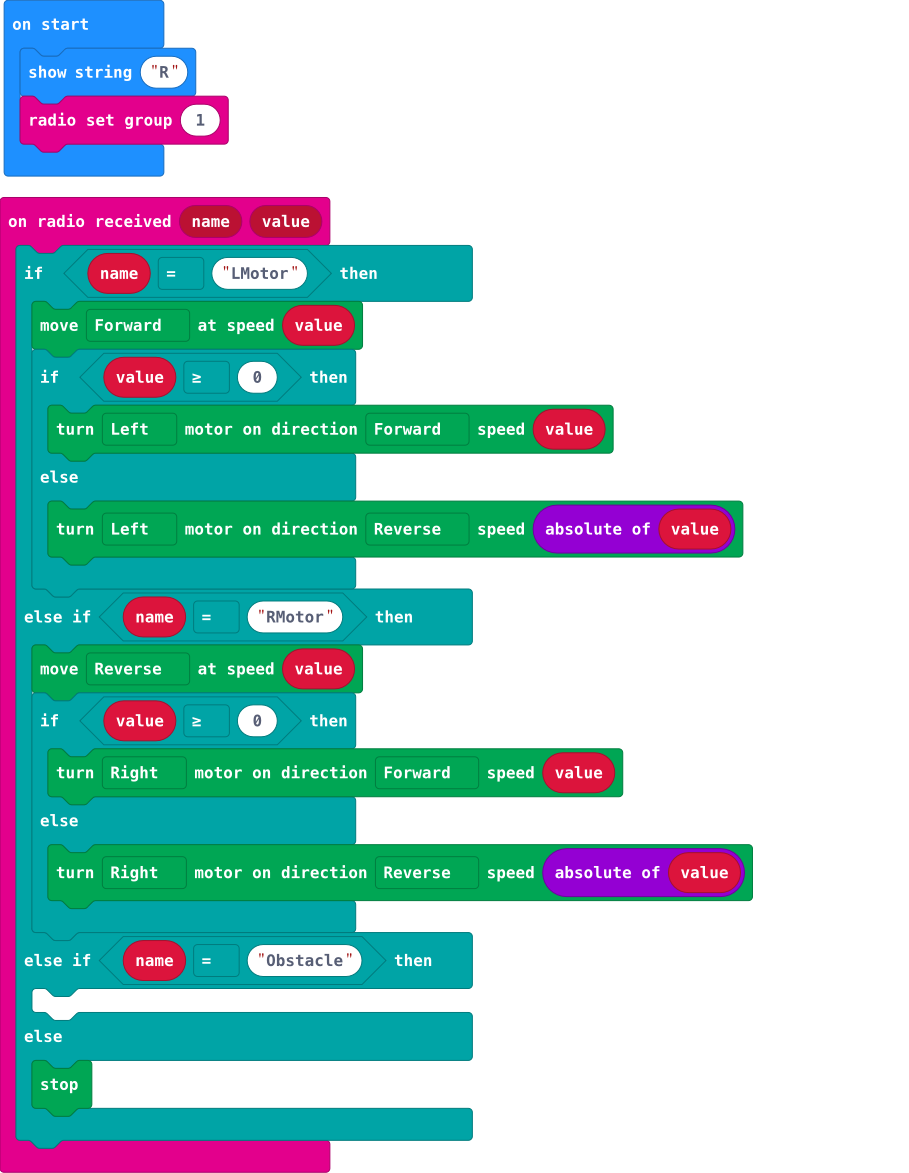 on start
show string "R"
radio set group 1
on radio received name value
if name = "LMotor" then
move Forward at speed value
if value ≥ 0 then
turn Left motor on direction Forward speed value
else
turn Left motor on direction Reverse speed absolute of value
else if name = "RMotor" then
move Reverse at speed value
if value ≥ 0 then
turn Right motor on direction Forward speed value
else
turn Right motor on direction Reverse speed absolute of value
else if name = "Obstacle" then
else
stop